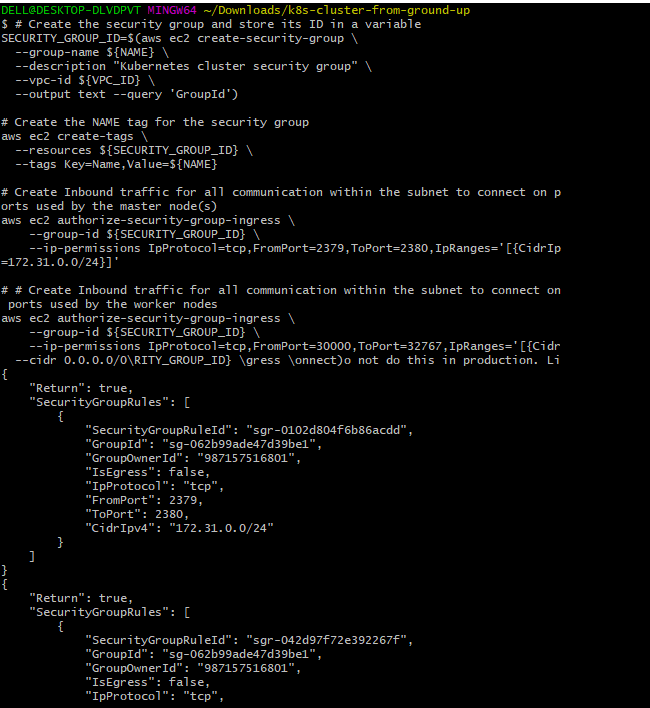 DELL@DESKTOP-DLVDPVT MINGW64 ~/Downloads/k8s-cluster-from-ground-up
$ # Create the security group and store its ID in a variable
SECURITY_GROUP_ID=$(aws ec2 create-security-group \
  --group-name ${NAME} \
  --description "Kubernetes cluster security group" \
  --vpc-id ${VPC_ID} \
  --output text --query 'GroupId')

# Create the NAME tag for the security group
aws ec2 create-tags \
  --resources ${SECURITY_GROUP_ID} \
  --tags Key=Name,Value=${NAME}

# Create Inbound traffic for all communication within the subnet to connect on p
orts used by the master node(s)
aws ec2 authorize-security-group-ingress \
    --group-id ${SECURITY_GROUP_ID} \
    --ip-permissions IpProtocol=tcp,FromPort=2379,ToPort=2380,IpRanges='[{CidrIp
=172.31.0.0/24}]'

# # Create Inbound traffic for all communication within the subnet to connect on
 ports used by the worker nodes
aws ec2 authorize-security-group-ingress \
    --group-id ${SECURITY_GROUP_ID} \
    --ip-permissions IpProtocol=tcp,FromPort=30000,ToPort=32767,IpRanges='[{Cidr
  --cidr 0.0.0.0/0\RITY_GROUP_ID} \gress \onnect)o not do this in production. Li
{
    "Return": true,
    "SecurityGroupRules": [
        {
            "SecurityGroupRuleId": "sgr-0102d804f6b86acdd",
            "GroupId": "sg-062b99ade47d39be1",
            "GroupOwnerId": "987157516801",
            "IsEgress": false,
            "IpProtocol": "tcp",
            "FromPort": 2379,
            "ToPort": 2380,
            "CidrIpv4": "172.31.0.0/24"
        }
    ]
}
{
    "Return": true,
    "SecurityGroupRules": [
        {
            "SecurityGroupRuleId": "sgr-042d97f72e392267f",
            "GroupId": "sg-062b99ade47d39be1",
            "GroupOwnerId": "987157516801",
            "IsEgress": false,
            "IpProtocol": "tcp",